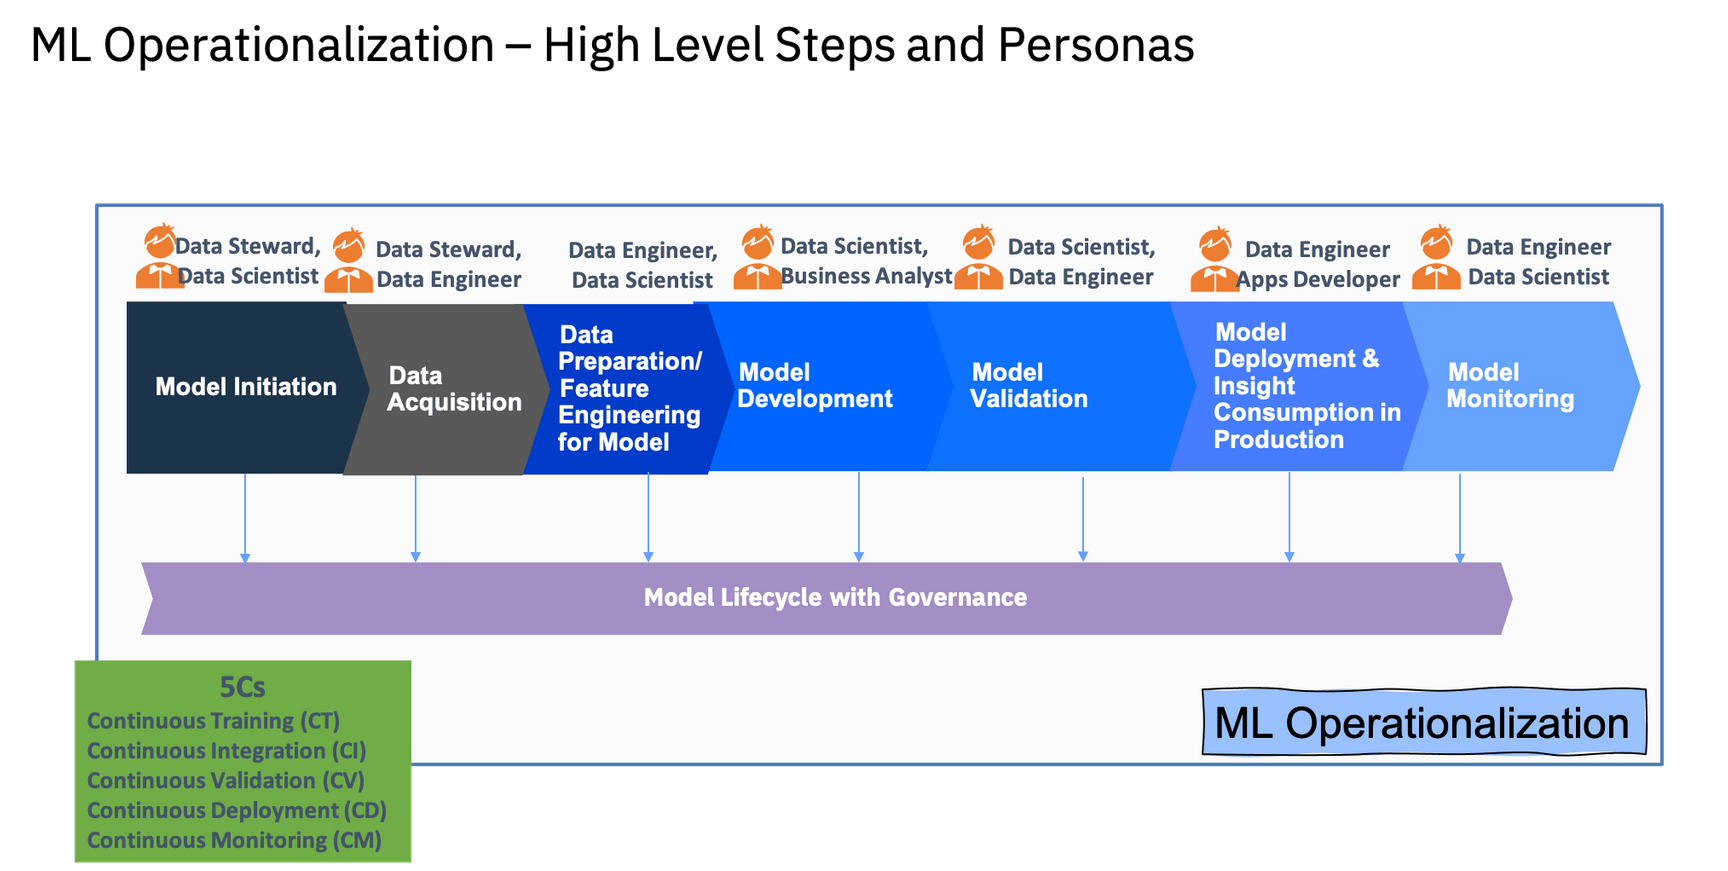 ML Operationalization – High Level Steps and Personas
Data Steward,
Data Scientist
Data Steward,
Data Engineer
Data Engineer,
Data Scientist
Data Scientist,
Business Analyst
Data Scientist,
Data Engineer
Data Engineer
Apps Developer
Data Engineer
Data Scientist
Model Initiation
Data
Acquisition
Data
Preparation/
Feature
Engineering
for Model
Model
Development
Model
Validation
Model
Deployment &
Insight
Consumption in
Production
Model
Monitoring
Model Lifecycle with Governance
5Cs
Continuous Training (CT)
Continuous Integration (CI)
Continuous Validation (CV)
Continuous Deployment (CD)
Continuous Monitoring (CM)
ML Operationalization